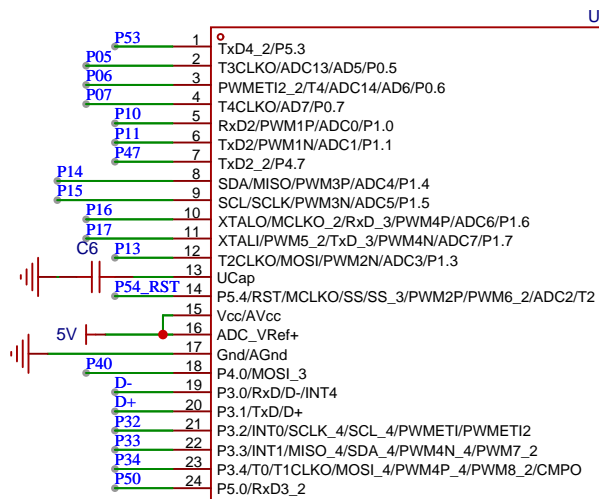 U
P53 1 TxD4_2/P5.3
P05 2 T3CLKO/ADC13/AD5/P0.5
P06 3 PWMETI2_2/T4/ADC14/AD6/P0.6
P07 4 T4CLKO/AD7/P0.7
P10 5 RxD2/PWM1P/ADC0/P1.0
P11 6 TxD2/PWM1N/ADC1/P1.1
P47 7 TxD2_2/P4.7
P14 8 SDA/MISO/PWM3P/ADC4/P1.4
P15 9 SCL/SCLK/PWM3N/ADC5/P1.5
P16 10 XTALO/MCLKO_2/RxD_3/PWM4P/ADC6/P1.6
P17 11 XTALI/PWM5_2/TxD_3/PWM4N/ADC7/P1.7
P13 12 T2CLKO/MOSI/PWM2N/ADC3/P1.3
C6 13 UCap
P54_RST 14 P5.4/RST/MCLKO/SS/SS_3/PWM2P/PWM6_2/ADC2/T2
15 Vcc/AVcc
5V 16 ADC_VRef+
17 Gnd/AGnd
P40 18 P4.0/MOSI_3
D- 19 P3.0/RxD/D-/INT4
D+ 20 P3.1/TxD/D+
P32 21 P3.2/INT0/SCLK_4/SCL_4/PWMETI/PWMETI2
P33 22 P3.3/INT1/MISO_4/SDA_4/PWM4N_4/PWM7_2
P34 23 P3.4/T0/T1CLKO/MOSI_4/PWM4P_4/PWM8_2/CMPO
P50 24 P5.0/RxD3_2